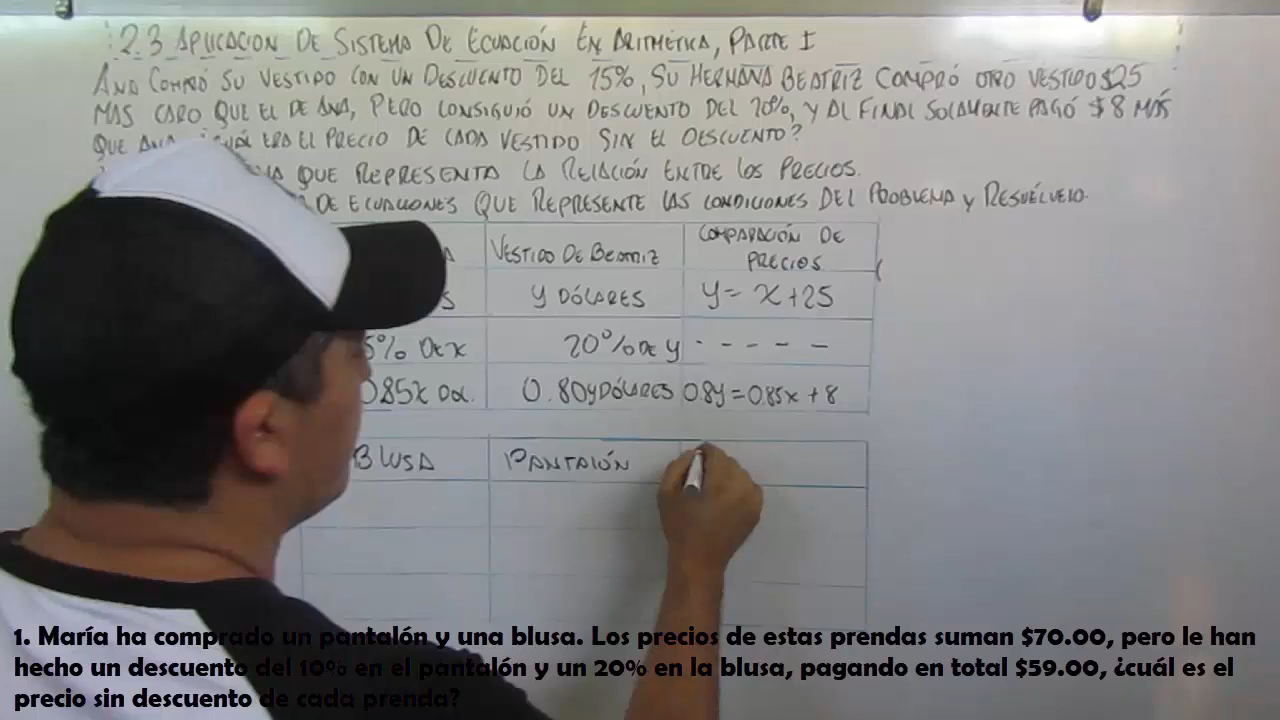 2.3 APLICACION DE SISTEMA DE ECUACIÓN EN ARITMÉTICA, PARTE I
ANA COMPRÓ SU VESTIDO CON UN DESCUENTO DEL 15%, SU HERMANA BEATRIZ COMPRÓ OTRO VESTIDO $25
MAS CARO QUE EL DE ANA, PERO CONSIGUIÓ UN DESCUENTO DEL 20%, Y AL FINAL SOLAMENTE PAGÓ $8 MÁS
QUE ANA ¿CUÁL ERA EL PRECIO DE CADA VESTIDO SIN EL DESCUENTO?
QUE REPRESENTA LA RELACIÓN ENTRE LOS PRECIOS.
DE ECUACIONES QUE REPRESENTE LAS CONDICIONES DEL PROBLEMA Y RESUÉLVELO.
VESTIDO DE BEATRIZ COMPARACIÓN DE PRECIOS
Y DÓLARES y = x + 25
5% DE x 20% DE y - - - - -
0.85x DOL. 0.80y DÓLARES 0.8y = 0.85x + 8
BLUSA PANTALÓN
1. María ha comprado un pantalón y una blusa. Los precios de estas prendas suman $70.00, pero le han
hecho un descuento del 10% en el pantalón y un 20% en la blusa, pagando en total $59.00, ¿cuál es el
precio sin descuento de cada prenda?